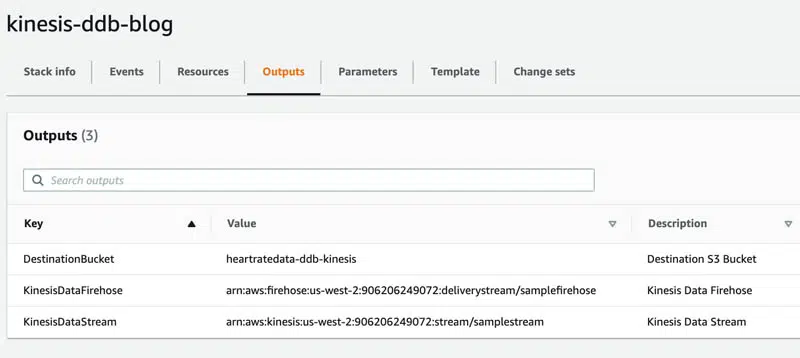 kinesis-ddb-blog
Stack info Events Resources Outputs Parameters Template Change sets
Outputs (3)
Search outputs
Key Value Description
DestinationBucket heartratedata-ddb-kinesis Destination S3 Bucket
KinesisDataFirehose arn:aws:firehose:us-west-2:906206249072:deliverystream/samplefirehose Kinesis Data Firehose
KinesisDataStream arn:aws:kinesis:us-west-2:906206249072:stream/samplestream Kinesis Data Stream